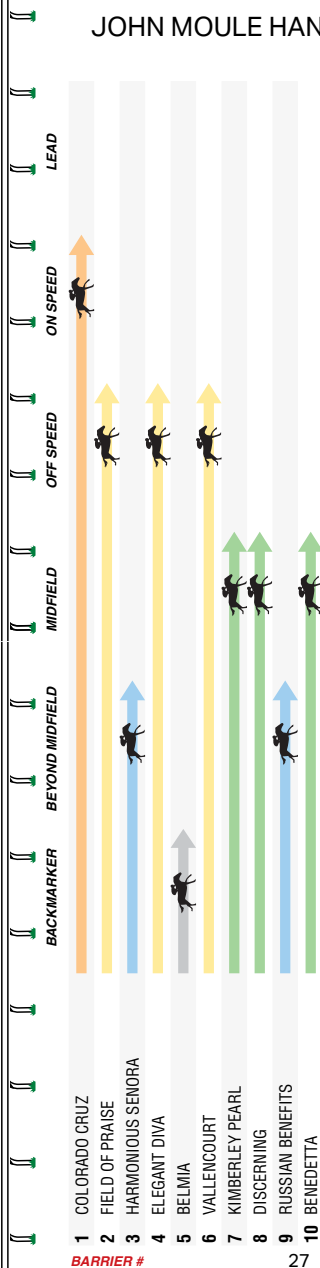 JOHN MOULE HAN
LEAD
ON SPEED
OFF SPEED
MIDFIELD
BEYOND MIDFIELD
BACKMARKER
1 COLORADO CRUZ
2 FIELD OF PRAISE
3 HARMONIOUS SENORA
4 ELEGANT DIVA
5 BELMIA
6 VALLENCOURT
7 KIMBERLEY PEARL
8 DISCERNING
9 RUSSIAN BENEFITS
10 BENEDETTA
BARRIER #
27